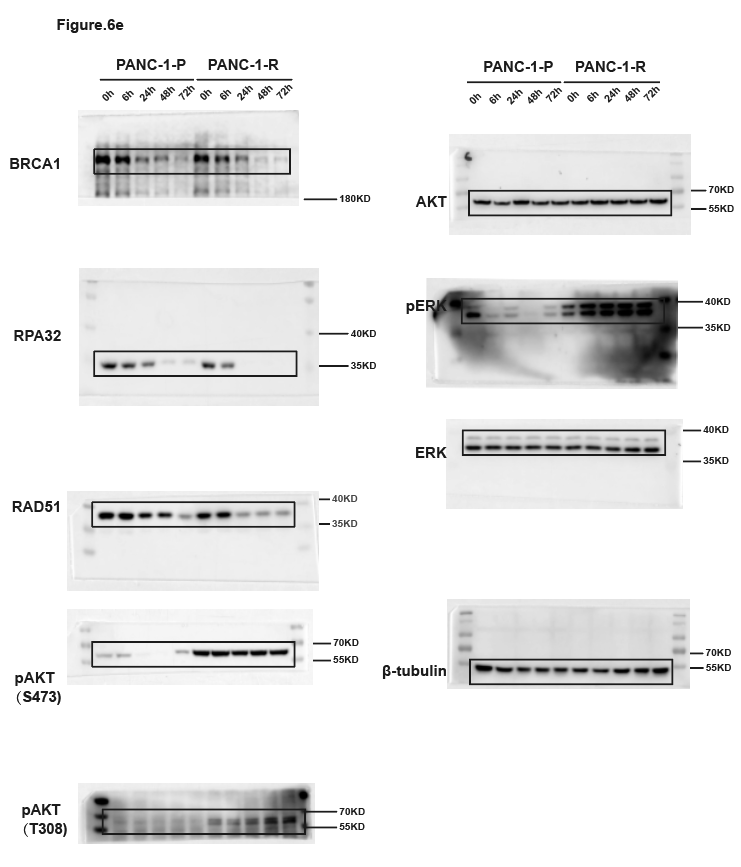 Figure.6e
PANC-1-P PANC-1-R
0h 6h 24h 48h 72h 0h 6h 24h 48h 72h
BRCA1
180KD
RPA32
40KD
35KD
RAD51
40KD
35KD
70KD
55KD
pAKT
(S473)
pAKT
(T308)
70KD
55KD
PANC-1-P PANC-1-R
0h 6h 24h 48h 72h 0h 6h 24h 48h 72h
AKT
70KD
55KD
pERK
40KD
35KD
ERK
40KD
35KD
β-tubulin
70KD
55KD